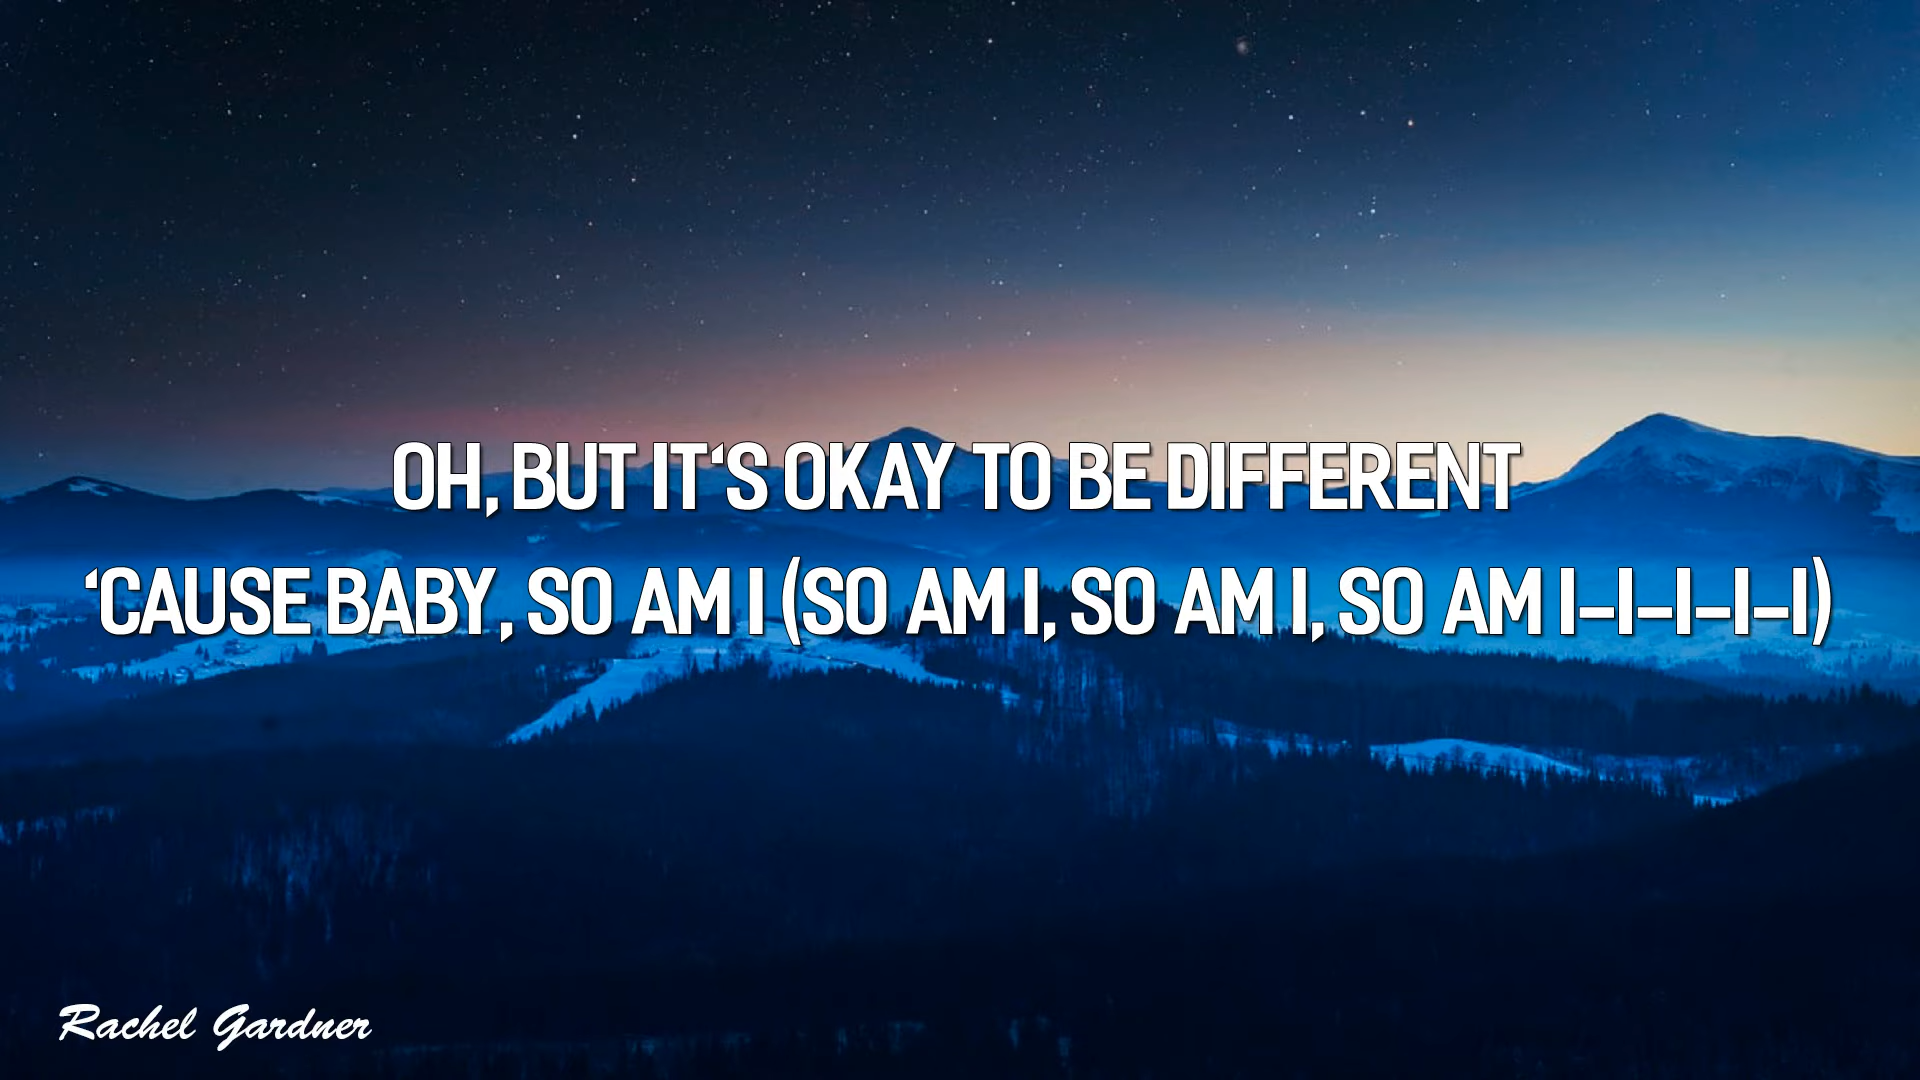 OH, BUT IT'S OKAY TO BE DIFFERENT
'CAUSE BABY, SO AM I (SO AM I, SO AM I, SO AM I-I-I-I-I)
Rachel Gardner